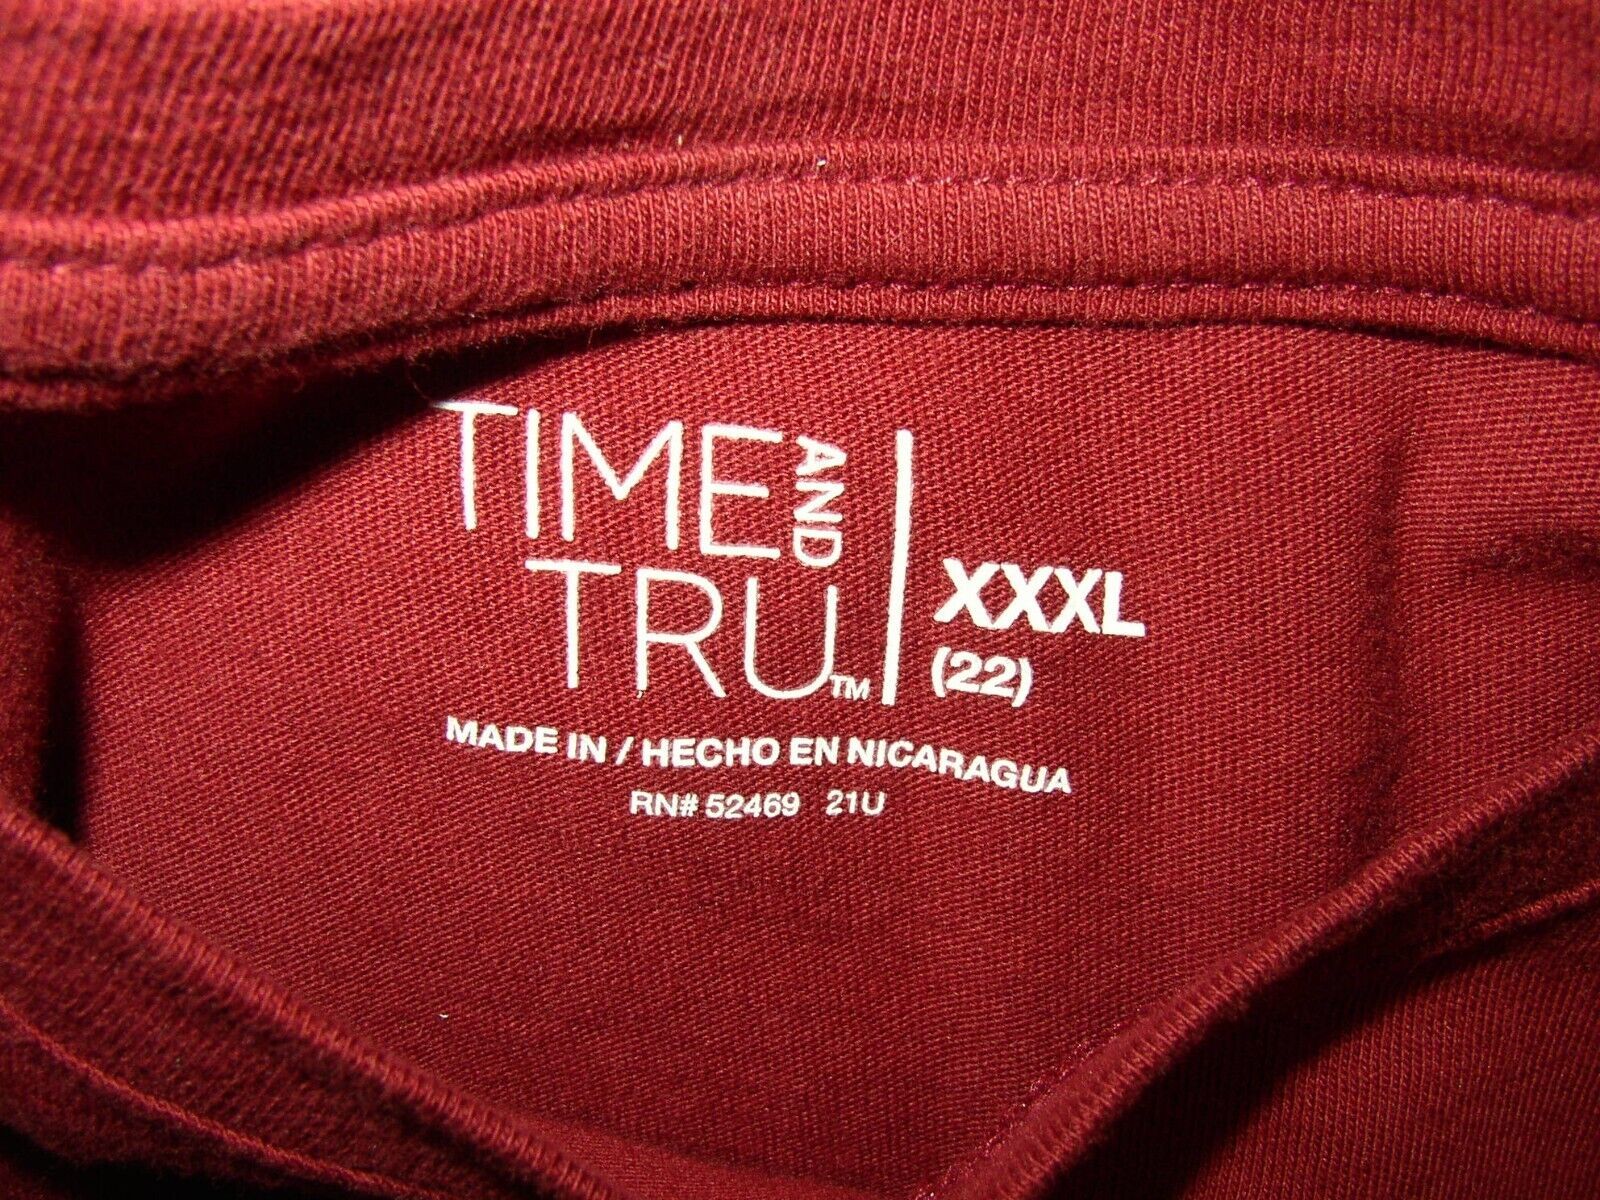 TIME AND
TRU™
XXXL
(22)
MADE IN / HECHO EN NICARAGUA
RN# 52469 21U